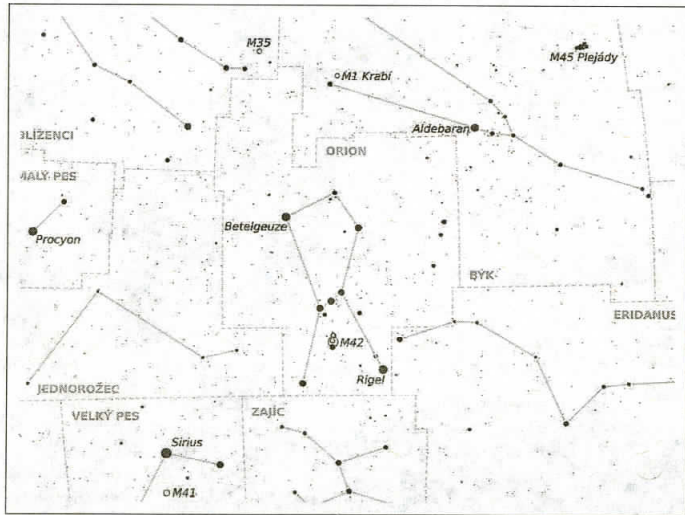 M35
M45 Plejády
M1 Krabí
Aldebaran
BLÍŽENCI
ORION
MALÝ PES
Betelgeuze
Procyon
BÝK
ERIDANUS
M42
Rigel
JEDNOROŽEC
VELKÝ PES
ZAJÍC
Sirius
M41